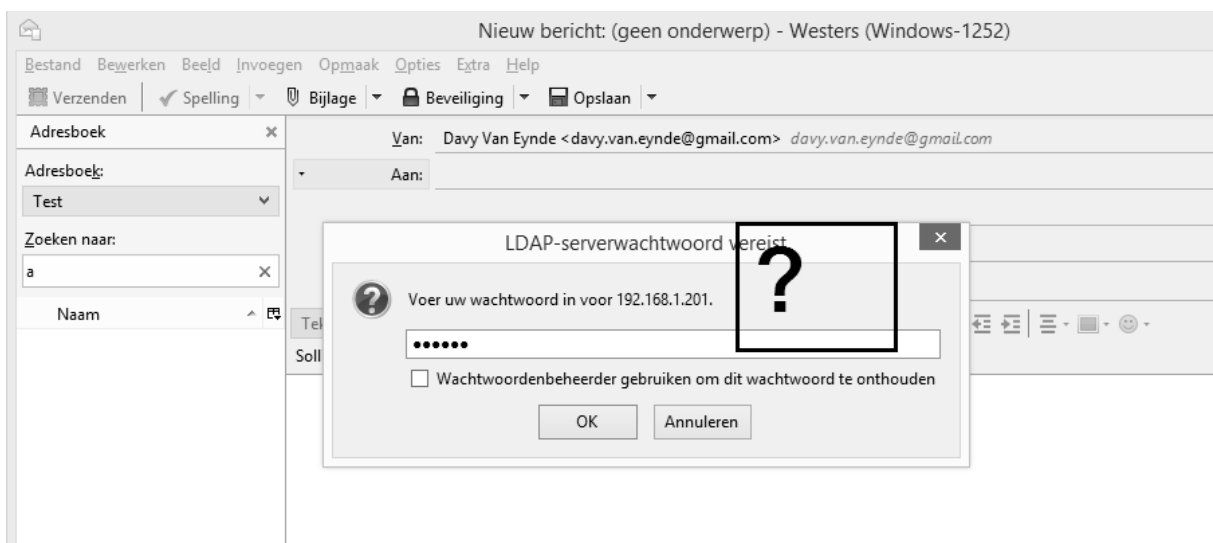 Nieuw bericht: (geen onderwerp) - Westers (Windows-1252)
Bestand Bewerken Beeld Invoegen Opmaak Opties Extra Help
Verzenden Spelling Bijlage Beveiliging Opslaan
Adresboek
Van: Davy Van Eynde <davy.van.eynde@gmail.com> davy.van.eynde@gmail.com
Adresboek:
Aan:
Test
Zoeken naar:
a
Naam
LDAP-serverwachtwoord vereist
?
Voer uw wachtwoord in voor 192.168.1.201.
••••••
Wachtwoordenbeheerder gebruiken om dit wachtwoord te onthouden
OK Annuleren
Tek
Soll